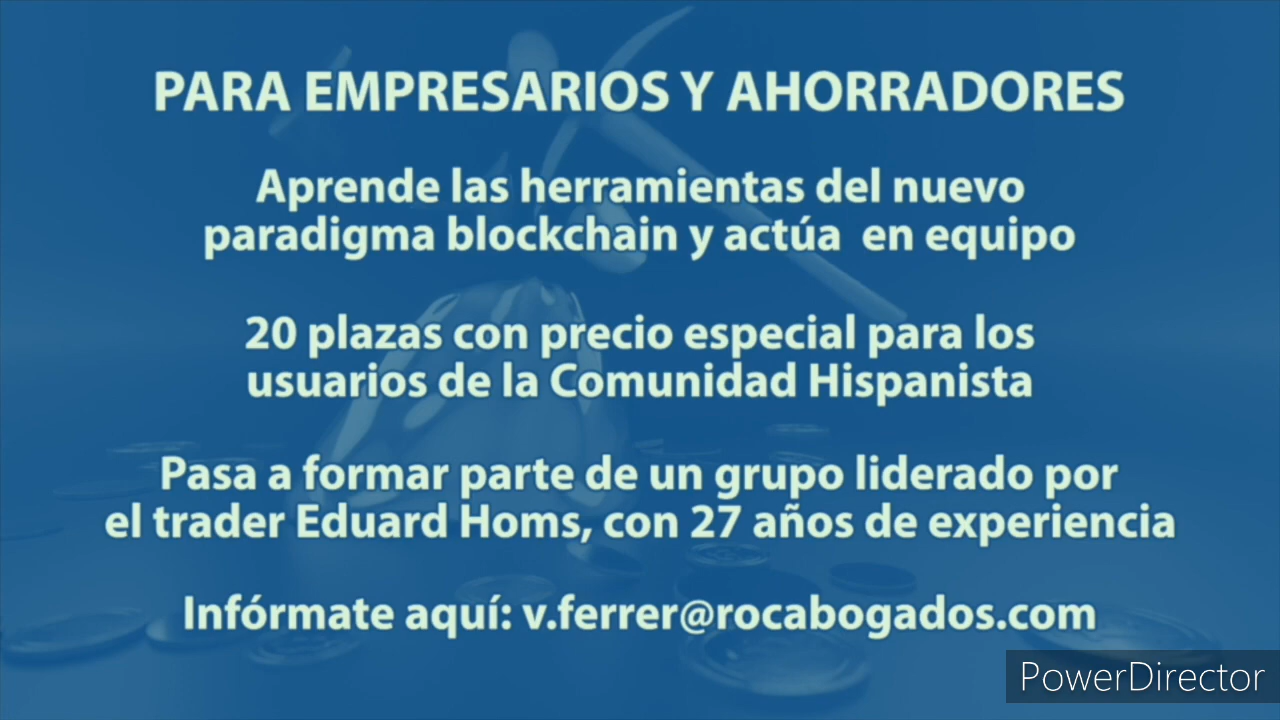 PARA EMPRESARIOS Y AHORRADORES
Aprende las herramientas del nuevo
paradigma blockchain y actúa  en equipo
20 plazas con precio especial para los
usuarios de la Comunidad Hispanista
Pasa a formar parte de un grupo liderado por
el trader Eduard Homs, con 27 años de experiencia
Infórmate aquí: v.ferrer@rocabogados.com
PowerDirector